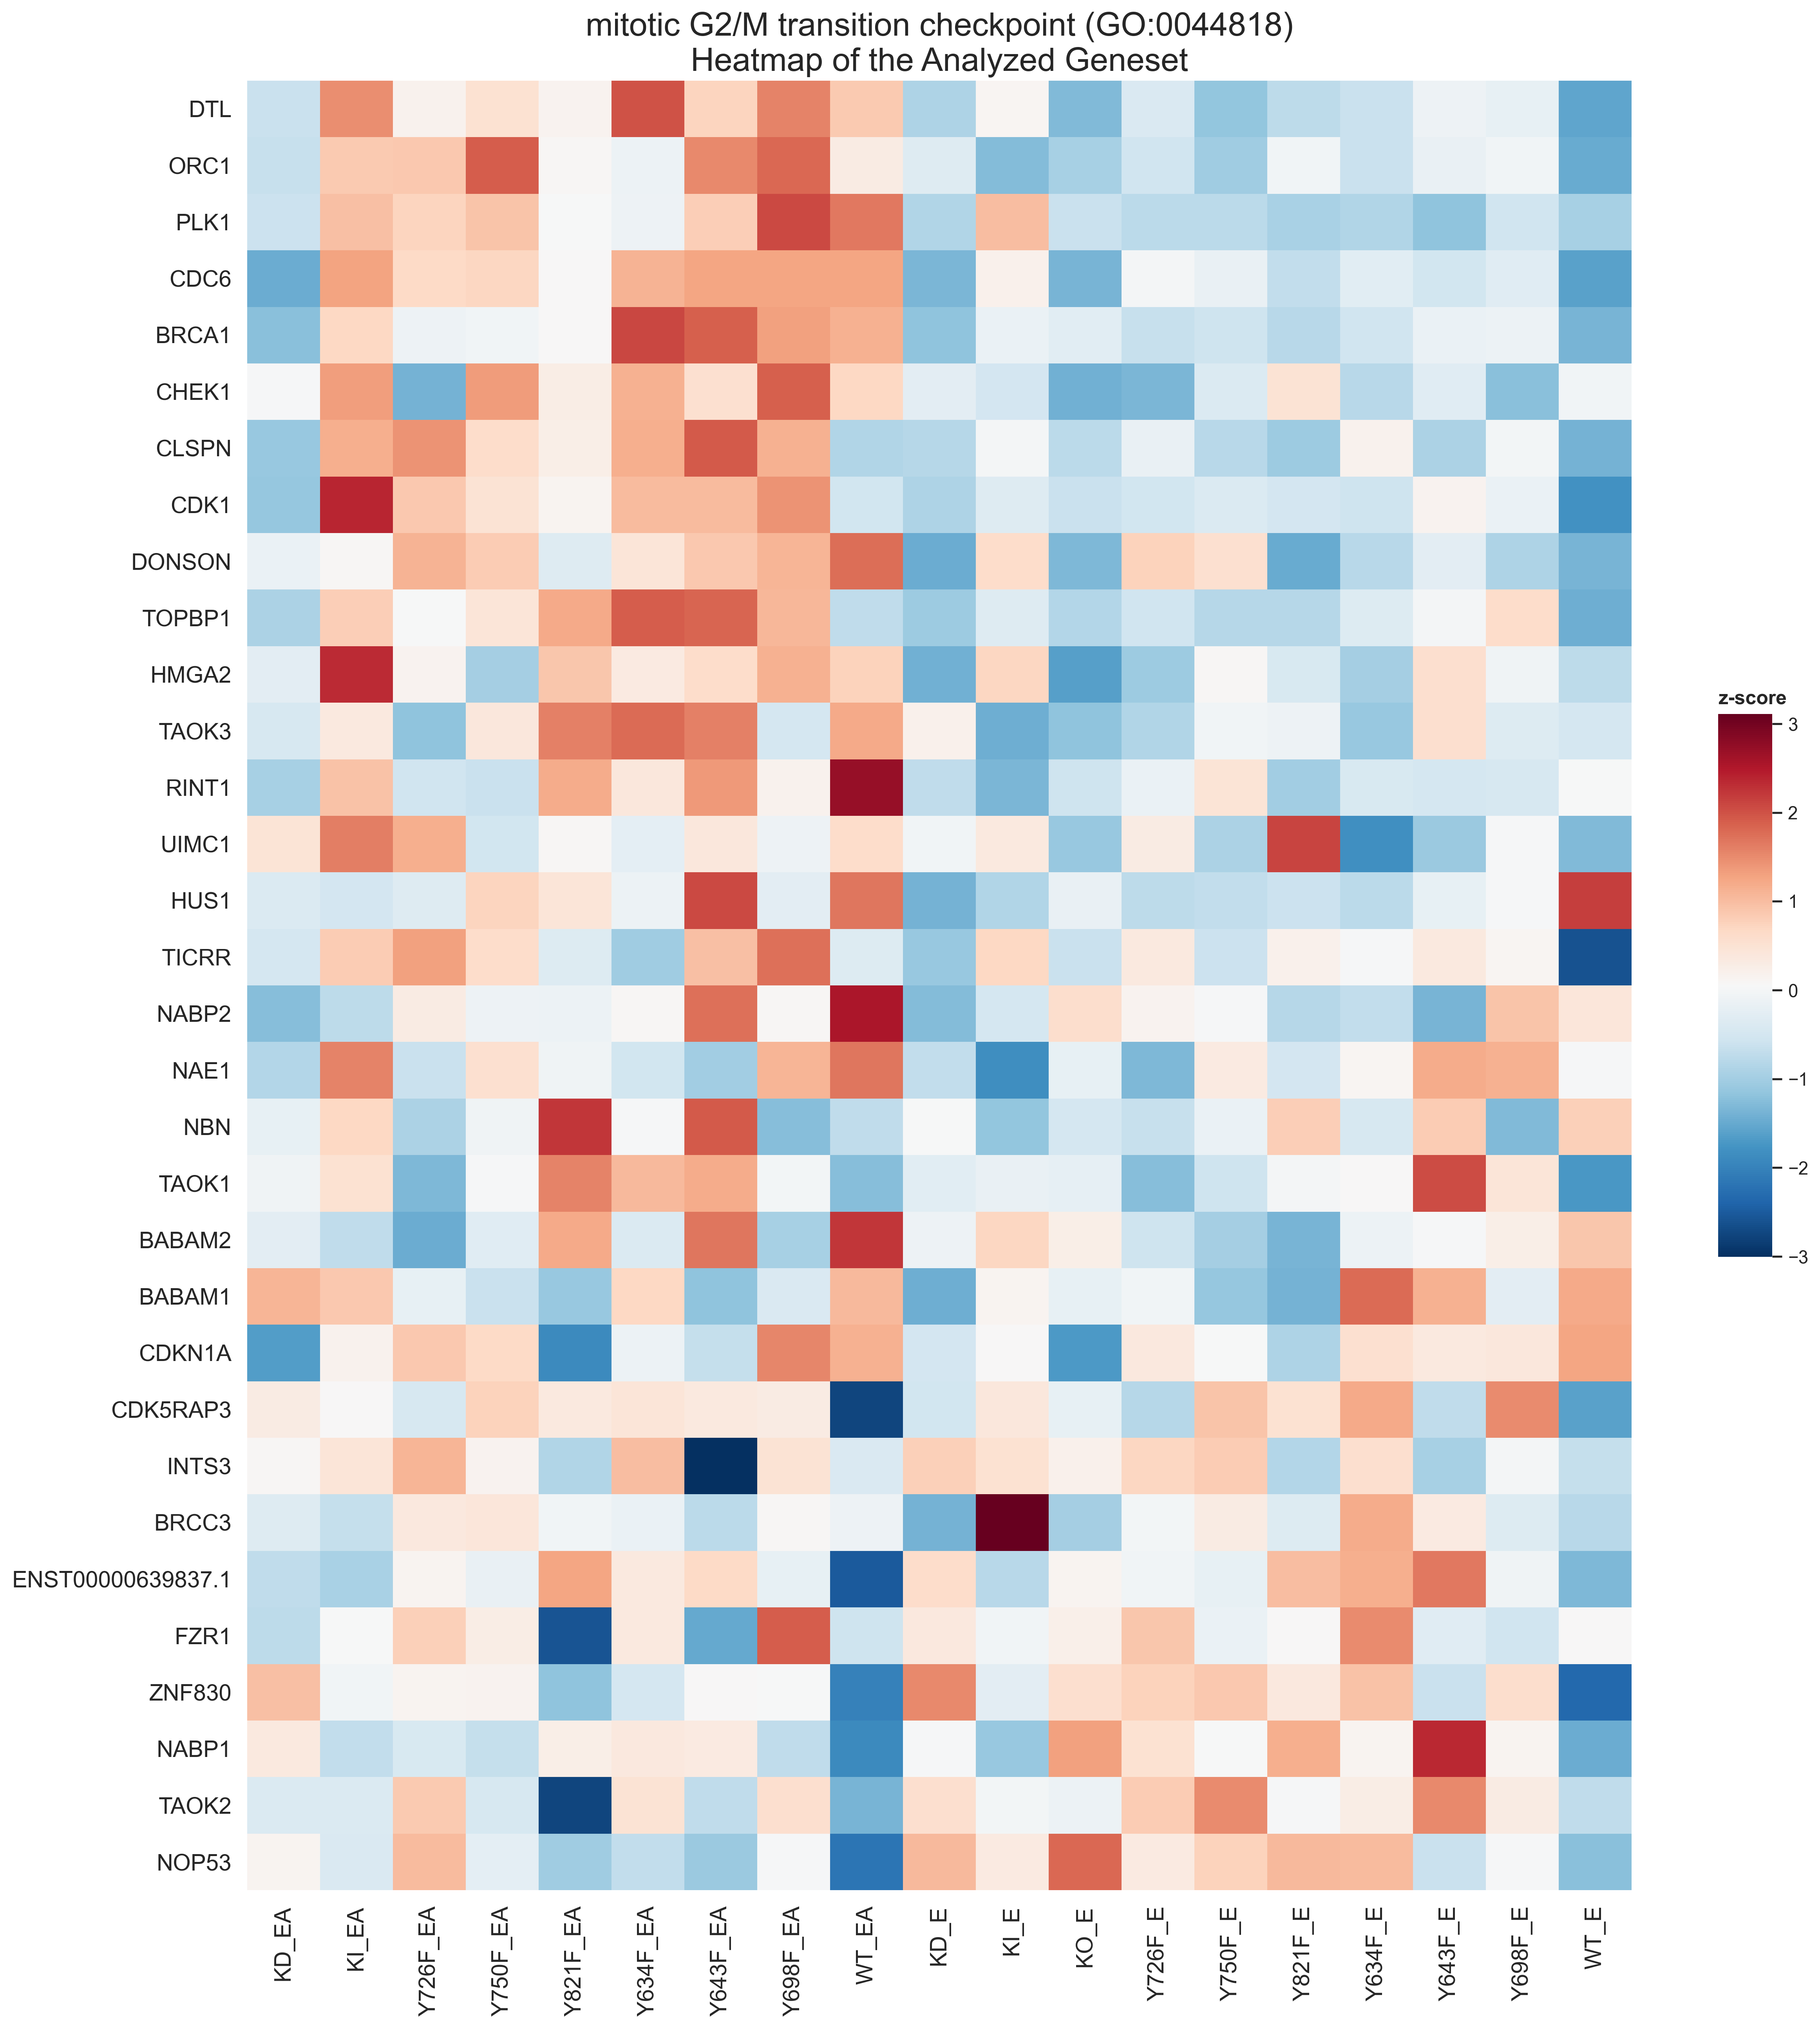 mitotic G2/M transition checkpoint (GO:0044818)
Heatmap of the Analyzed Geneset
DTL
ORC1
PLK1
CDC6
BRCA1
CHEK1
CLSPN
CDK1
DONSON
TOPBP1
HMGA2
TAOK3
RINT1
UIMC1
HUS1
TICRR
NABP2
NAE1
NBN
TAOK1
BABAM2
BABAM1
CDKN1A
CDK5RAP3
INTS3
BRCC3
ENST00000639837.1
FZR1
ZNF830
NABP1
TAOK2
NOP53
KD_EA
KI_EA
Y726F_EA
Y750F_EA
Y821F_EA
Y634F_EA
Y643F_EA
Y698F_EA
WT_EA
KD_E
KI_E
KO_E
Y726F_E
Y750F_E
Y821F_E
Y634F_E
Y643F_E
Y698F_E
WT_E
z-score
3
2
1
0
−1
−2
−3